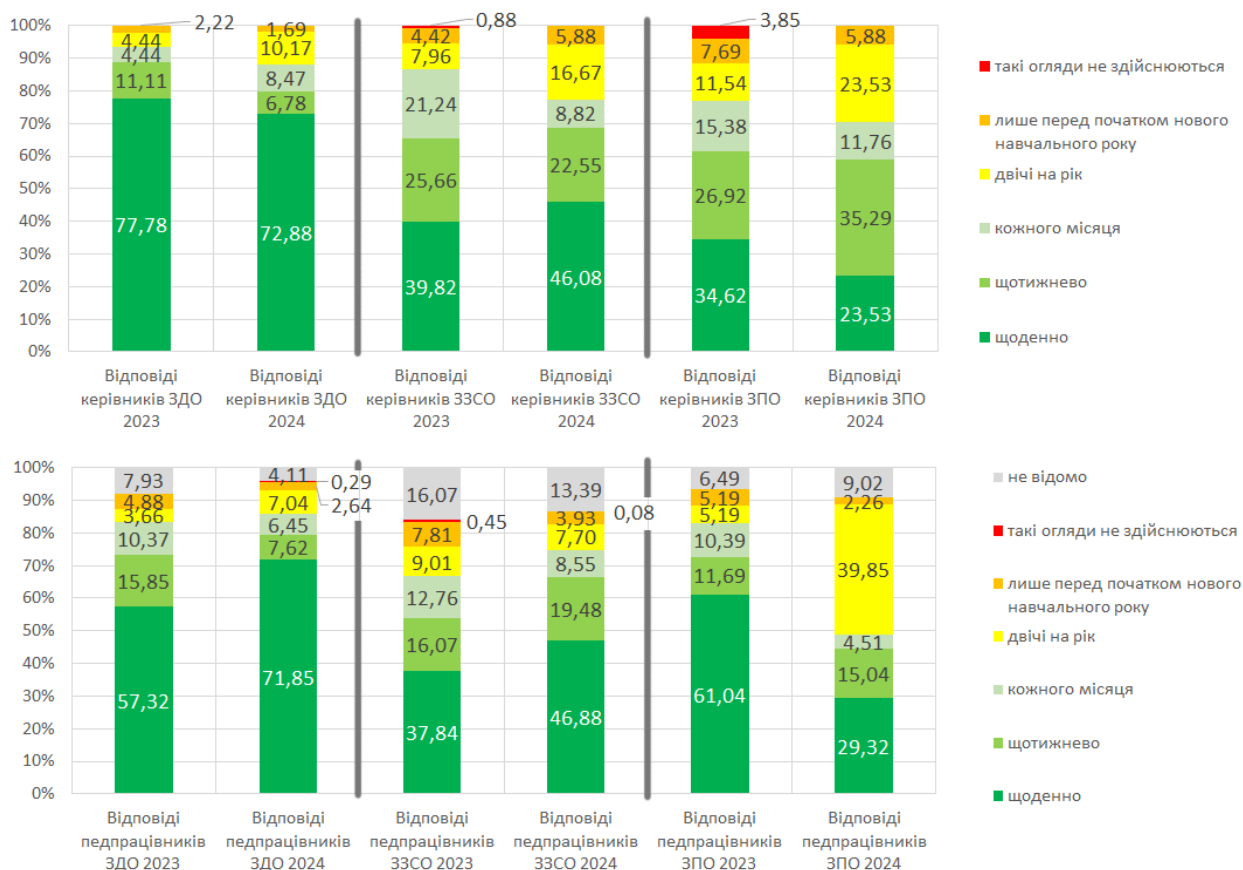 100%
90%
80%
70%
60%
50%
40%
30%
20%
10%
0%
2,22
4,44
4,44
11,11
77,78
1,69
10,17
8,47
6,78
72,88
0,88
4,42
7,96
21,24
25,66
39,82
5,88
16,67
8,82
22,55
46,08
3,85
7,69
11,54
15,38
26,92
34,62
5,88
23,53
11,76
35,29
23,53
Відповіді
керівників ЗДО
2023
Відповіді
керівників ЗДО
2024
Відповіді
керівників ЗЗСО
2023
Відповіді
керівників ЗЗСО
2024
Відповіді
керівників ЗПО
2023
Відповіді
керівників ЗПО
2024
такі огляди не здійснюються
лише перед початком нового
навчального року
двічі на рік
кожного місяця
щотижнево
щоденно
100%
90%
80%
70%
60%
50%
40%
30%
20%
10%
0%
7,93
4,88
3,66
10,37
15,85
57,32
4,11
0,29
2,64
7,04
6,45
7,62
71,85
16,07
0,45
7,81
9,01
12,76
16,07
37,84
13,39
0,08
3,93
7,70
8,55
19,48
46,88
6,49
5,19
5,19
10,39
11,69
61,04
9,02
2,26
39,85
4,51
15,04
29,32
Відповіді
педпрацівників
ЗДО 2023
Відповіді
педпрацівників
ЗДО 2024
Відповіді
педпрацівників
ЗЗСО 2023
Відповіді
педпрацівників
ЗЗСО 2024
Відповіді
педпрацівників
ЗПО 2023
Відповіді
педпрацівників
ЗПО 2024
не відомо
такі огляди не здійснюються
лише перед початком нового
навчального року
двічі на рік
кожного місяця
щотижнево
щоденно